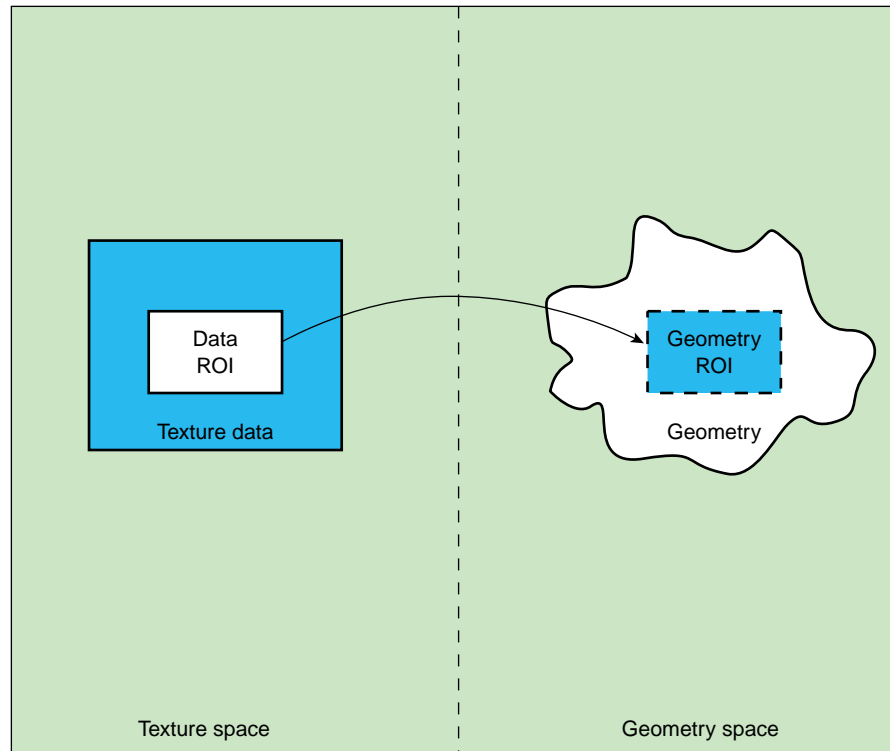 Data
ROI
Texture data
Geometry
ROI
Geometry
Texture space
Geometry space